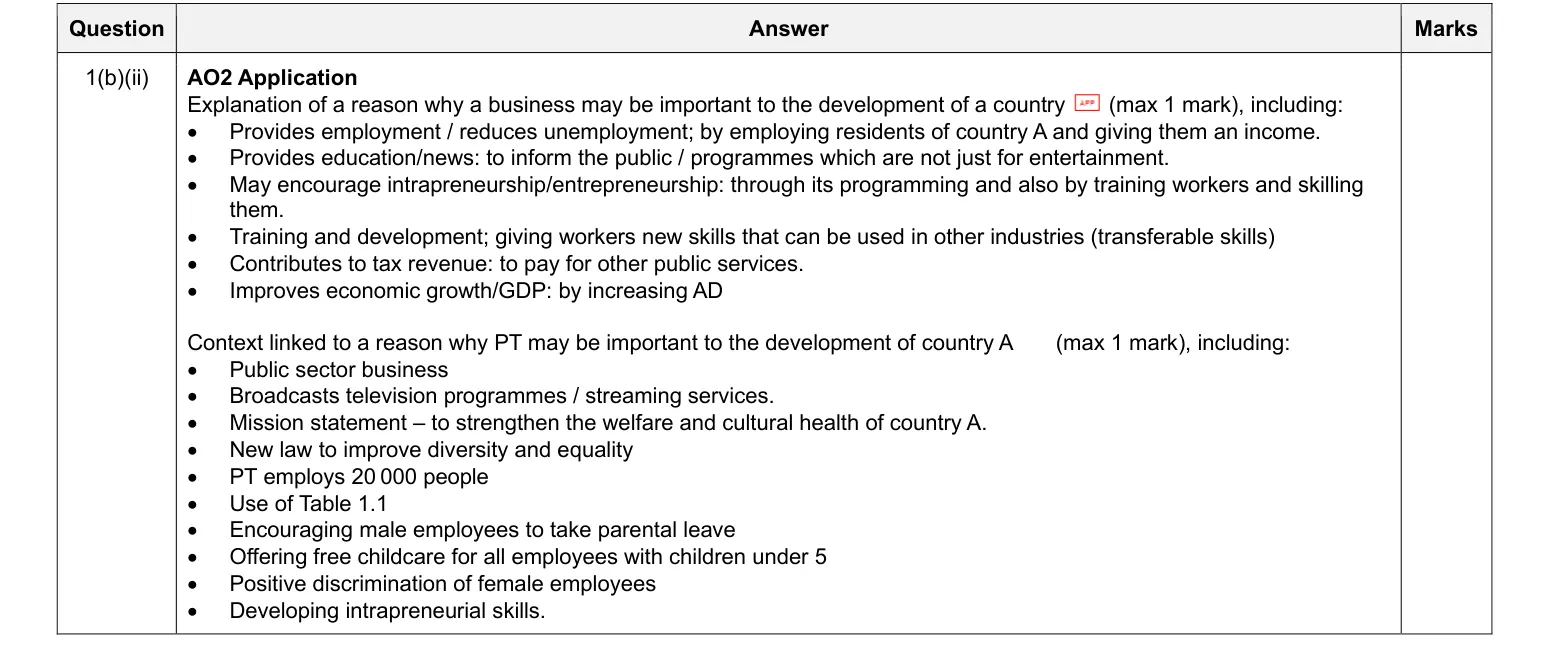 Question Answer Marks
1(b)(ii) AO2 Application
Explanation of a reason why a business may be important to the development of a country APP (max 1 mark), including:
• Provides employment / reduces unemployment; by employing residents of country A and giving them an income.
• Provides education/news: to inform the public / programmes which are not just for entertainment.
• May encourage intrapreneurship/entrepreneurship: through its programming and also by training workers and skilling
them.
• Training and development; giving workers new skills that can be used in other industries (transferable skills)
• Contributes to tax revenue: to pay for other public services.
• Improves economic growth/GDP: by increasing AD
Context linked to a reason why PT may be important to the development of country A (max 1 mark), including:
• Public sector business
• Broadcasts television programmes / streaming services.
• Mission statement – to strengthen the welfare and cultural health of country A.
• New law to improve diversity and equality
• PT employs 20 000 people
• Use of Table 1.1
• Encouraging male employees to take parental leave
• Offering free childcare for all employees with children under 5
• Positive discrimination of female employees
• Developing intrapreneurial skills.